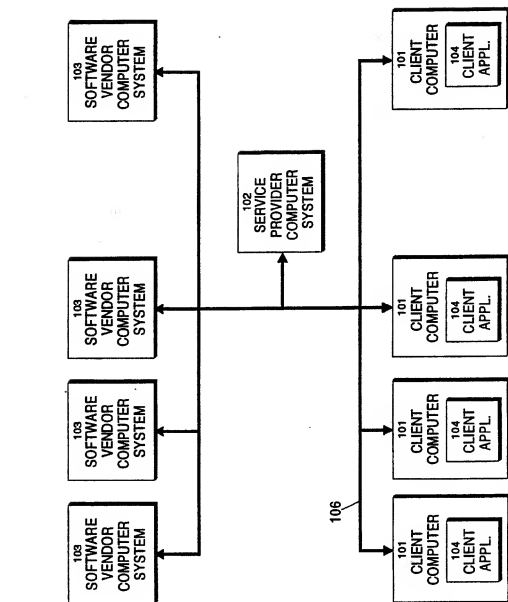 103
SOFTWARE
VENDOR
COMPUTER
SYSTEM
103
SOFTWARE
VENDOR
COMPUTER
SYSTEM
103
SOFTWARE
VENDOR
COMPUTER
SYSTEM
103
SOFTWARE
VENDOR
COMPUTER
SYSTEM
102
SERVICE
PROVIDER
COMPUTER
SYSTEM
106
101
CLIENT
COMPUTER
104
CLIENT
APPL.
101
CLIENT
COMPUTER
104
CLIENT
APPL.
101
CLIENT
COMPUTER
104
CLIENT
APPL.
101
CLIENT
COMPUTER
104
CLIENT
APPL.